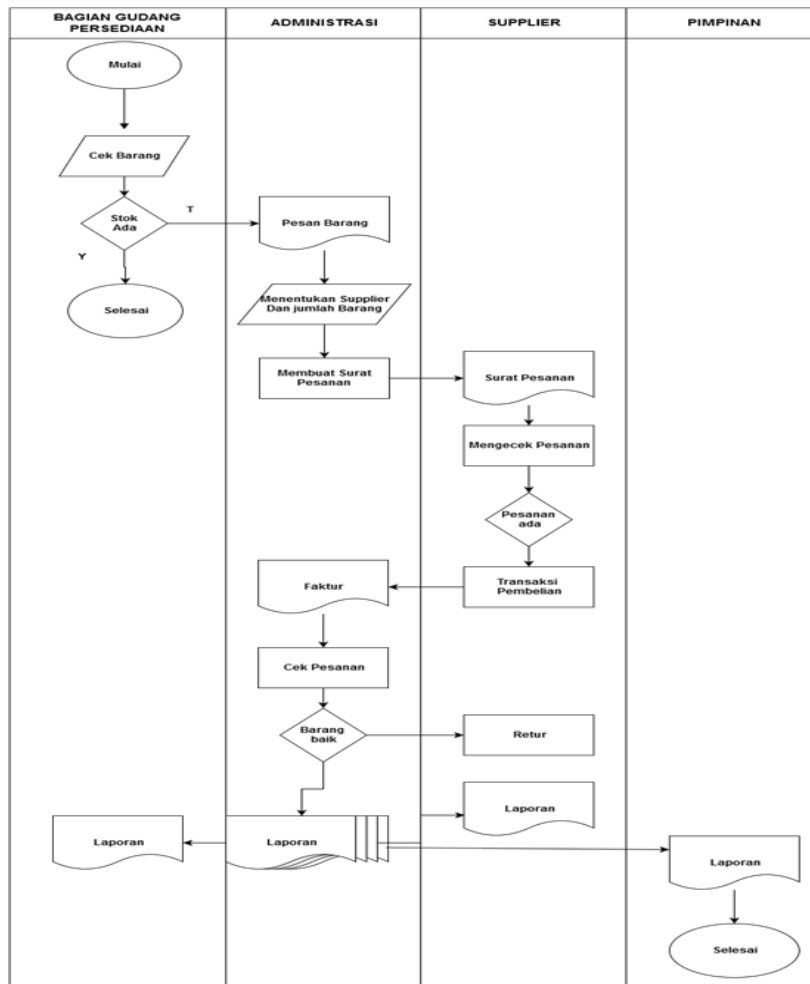 BAGIAN GUDANG
PERSEDIAAN
ADMINISTRASI
SUPPLIER
PIMPINAN
Mulai
Cek Barang
Stok
Ada
T
Y
Pesan Barang
Selesai
Menentukan Supplier
Dan jumlah Barang
Membuat Surat
Pesanan
Surat Pesanan
Mengecek Pesanan
Pesanan
ada
Transaksi
Pembelian
Faktur
Cek Pesanan
Barang
baik
Retur
Laporan
Laporan
Laporan
Laporan
Selesai